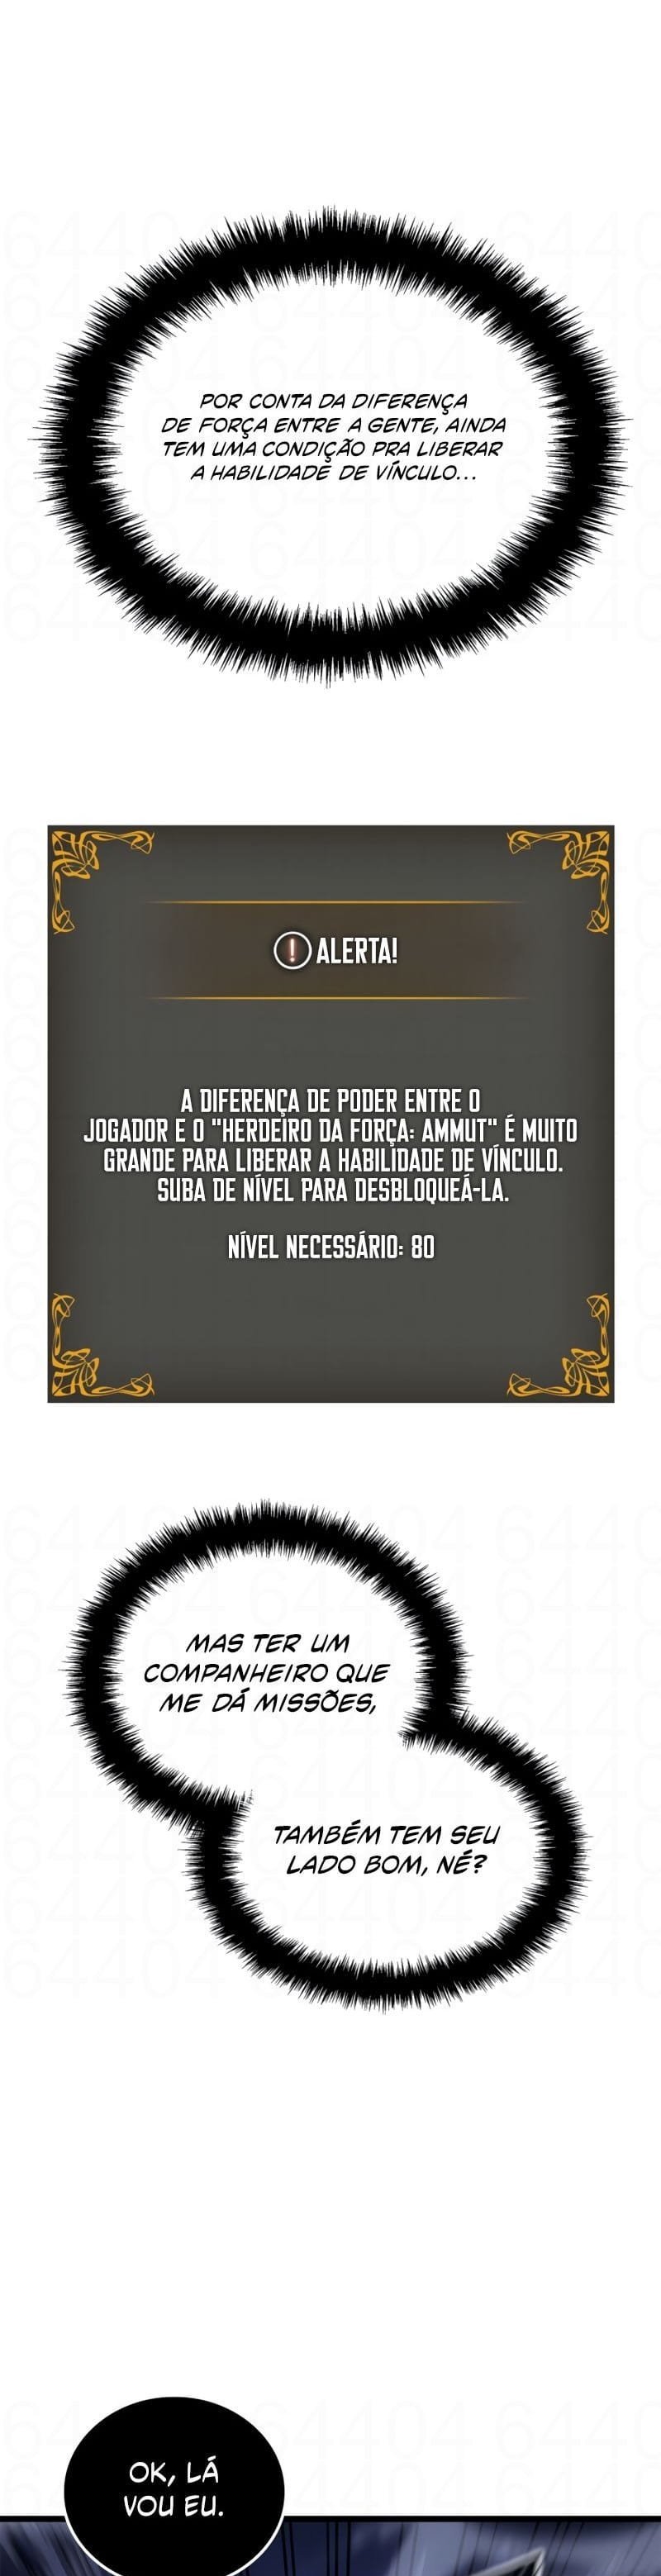 POR CONTA DA DIFERENÇA
DE FORÇA ENTRE A GENTE, AINDA
TEM UMA CONDIÇÃO PRA LIBERAR
A HABILIDADE DE VÍNCULO...
! ALERTA!
A DIFERENÇA DE PODER ENTRE O
JOGADOR E O "HERDEIRO DA FORÇA: AMMUT" É MUITO
GRANDE PARA LIBERAR A HABILIDADE DE VÍNCULO.
SUBA DE NÍVEL PARA DESBLOQUEÁ-LA.
NÍVEL NECESSÁRIO: 80
MAS TER UM
COMPANHEIRO QUE
ME DÁ MISSÕES,
TAMBÉM TEM SEU
LADO BOM, NÉ?
OK, LÁ
VOU EU.